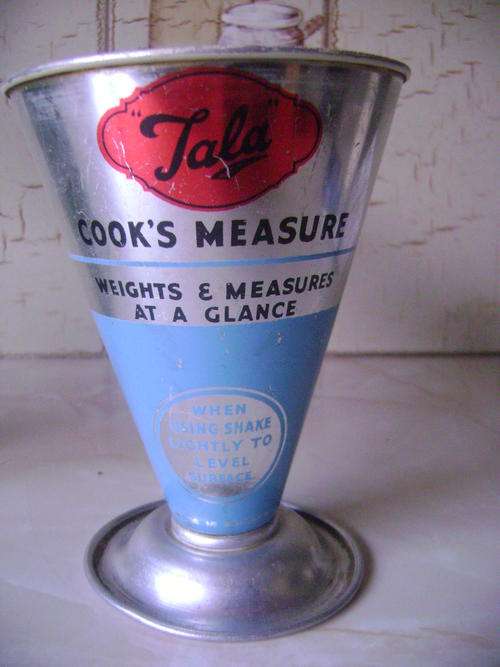 "Tala"
COOK'S MEASURE
WEIGHTS & MEASURES
AT A GLANCE
WHEN
USING SHAKE
LIGHTLY TO
LEVEL
SURFACE